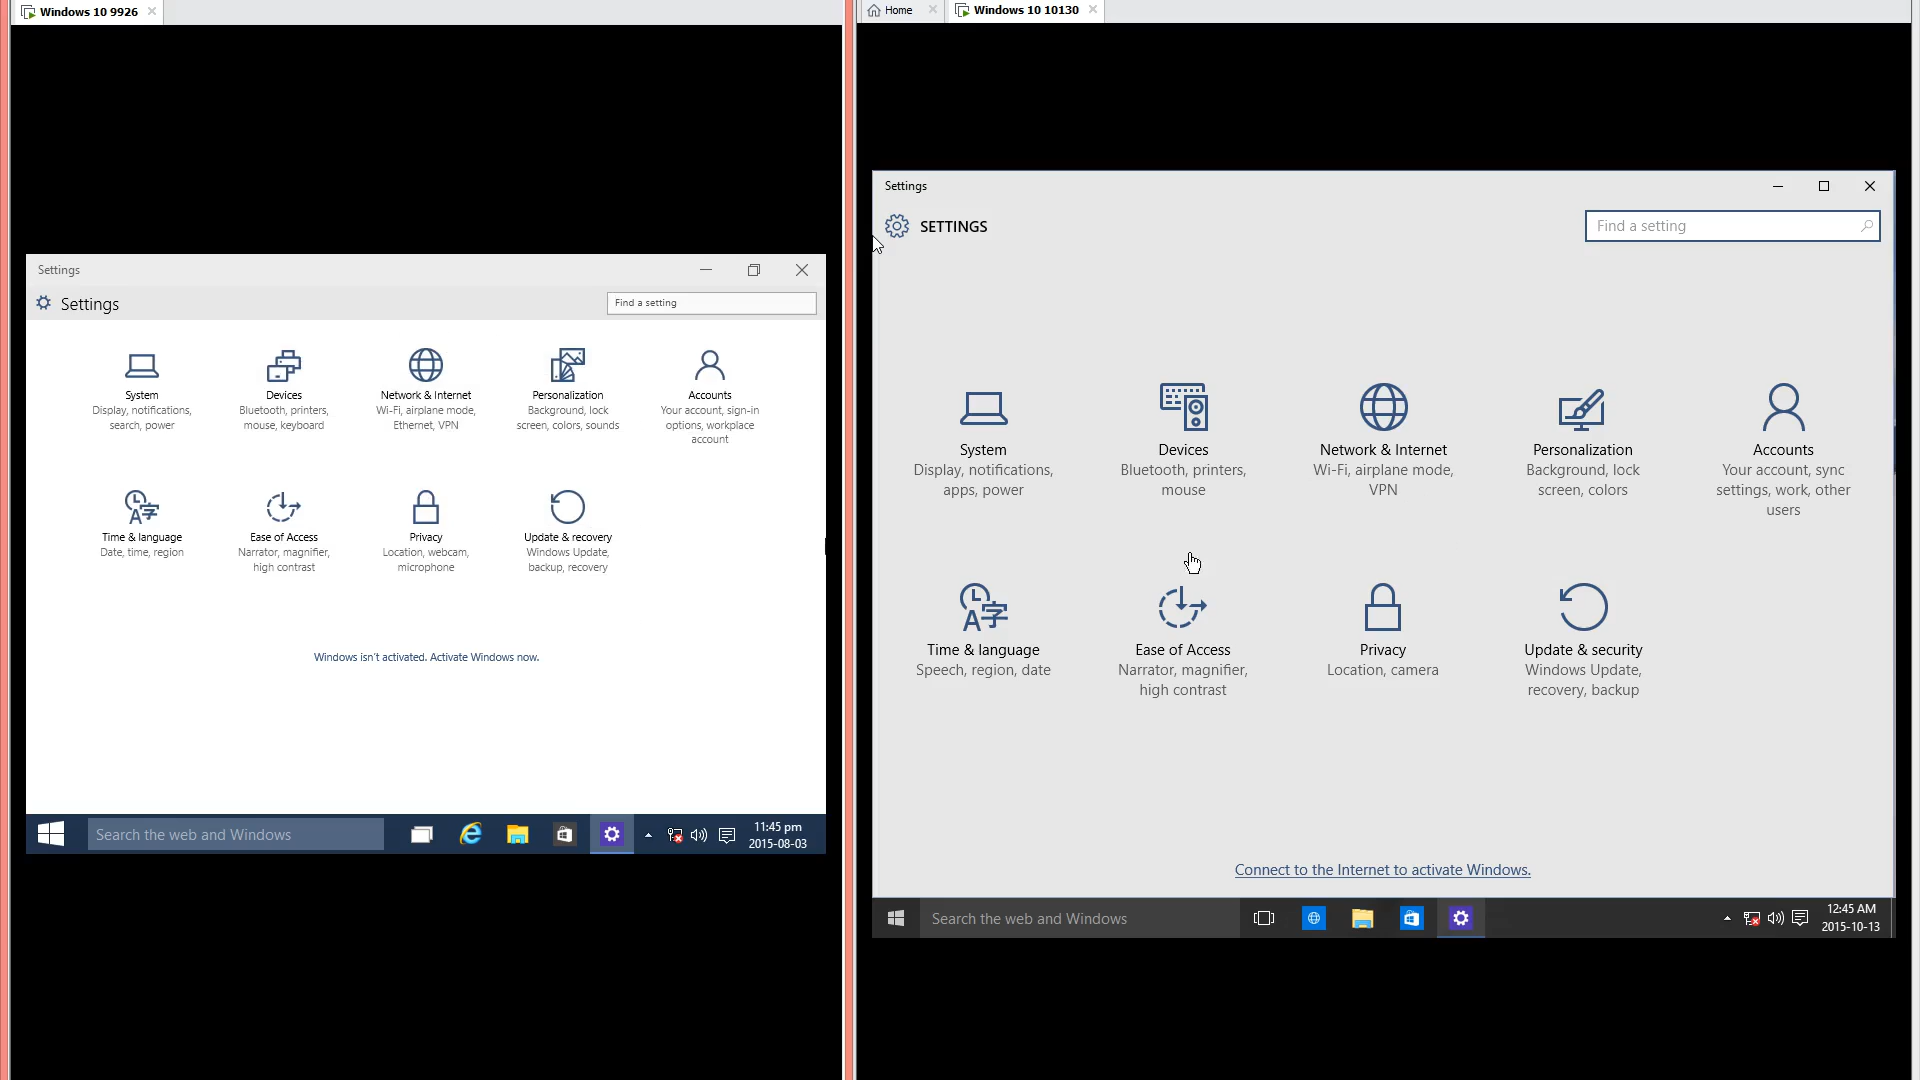 Windows 10 9926
Settings
Settings
Find a setting
System
Display, notifications,
search, power
Devices
Bluetooth, printers,
mouse, keyboard
Network & Internet
Wi-Fi, airplane mode,
Ethernet, VPN
Personalization
Background, lock
screen, colors, sounds
Accounts
Your account, sign-in
options, workplace
account
Time & language
Date, time, region
Ease of Access
Narrator, magnifier,
high contrast
Privacy
Location, webcam,
microphone
Update & recovery
Windows Update,
backup, recovery
Windows isn't activated. Activate Windows now.
Search the web and Windows
11:45 pm
2015-08-03
Home
Windows 10 10130
Settings
SETTINGS
Find a setting
System
Display, notifications,
apps, power
Devices
Bluetooth, printers,
mouse
Network & Internet
Wi-Fi, airplane mode,
VPN
Personalization
Background, lock
screen, colors
Accounts
Your account, sync
settings, work, other
users
Time & language
Speech, region, date
Ease of Access
Narrator, magnifier,
high contrast
Privacy
Location, camera
Update & security
Windows Update,
recovery, backup
Connect to the Internet to activate Windows.
Search the web and Windows
12:45 AM
2015-10-13